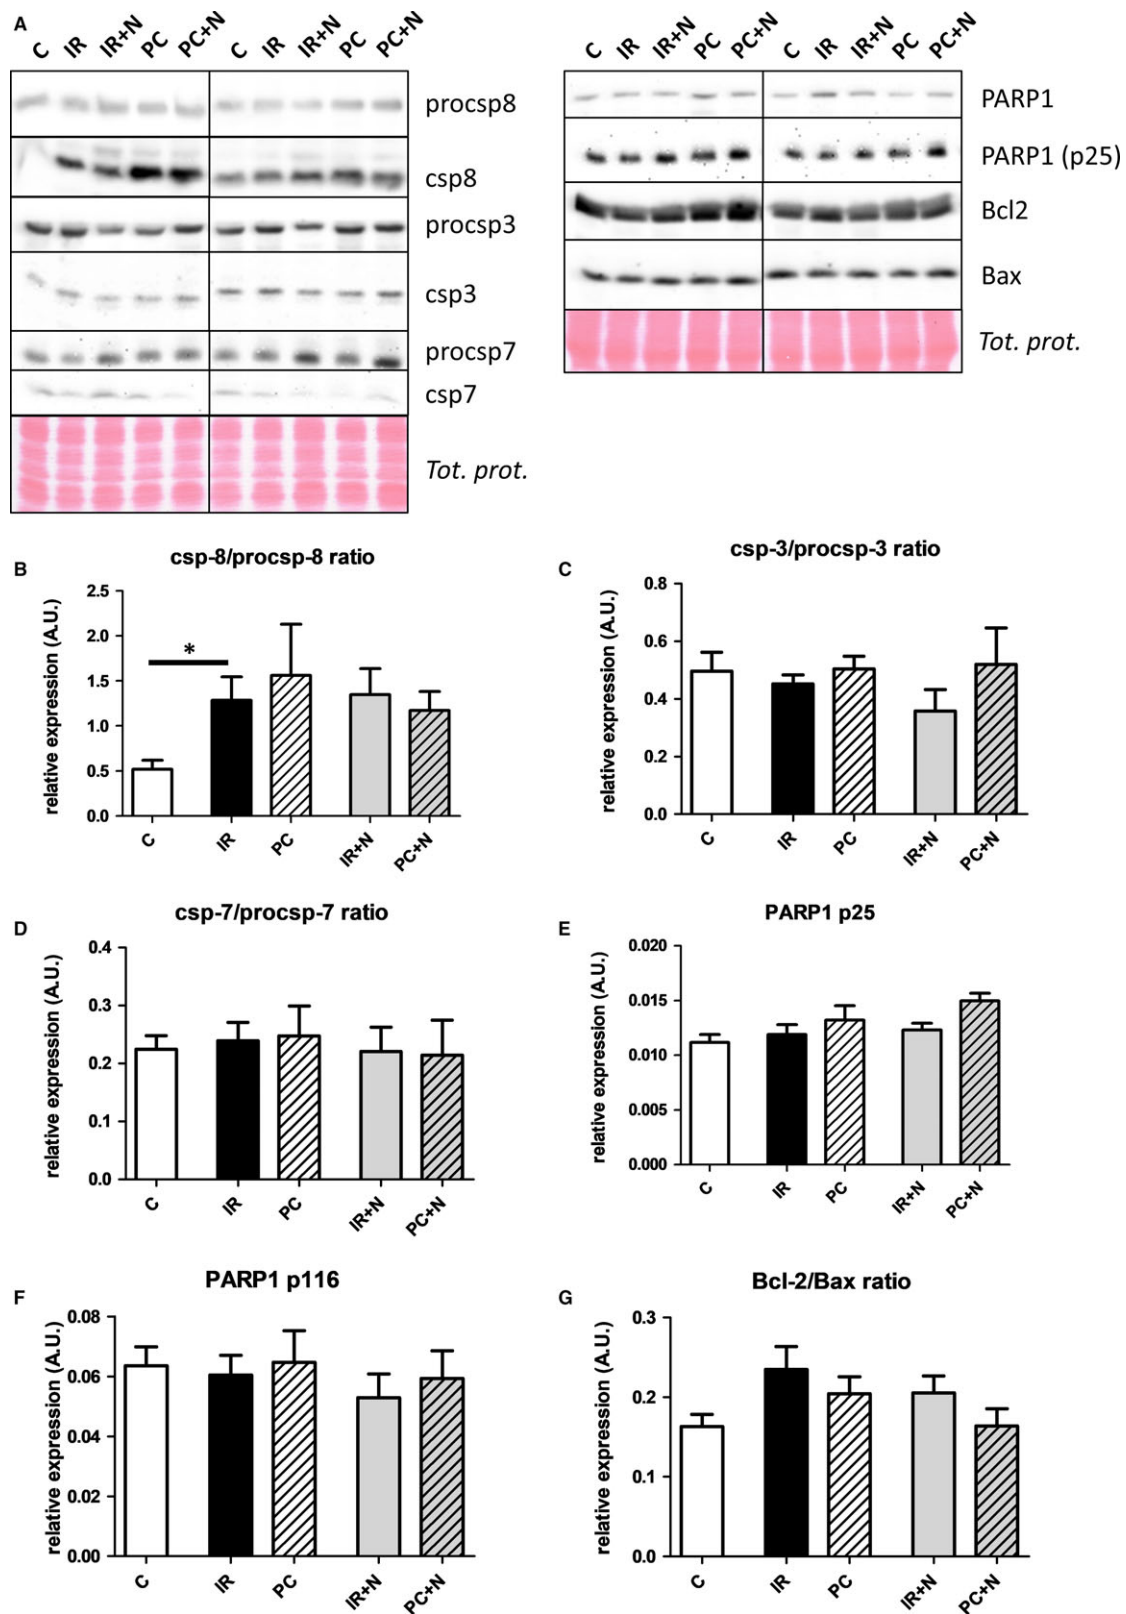 A
C IR IR+N PC PC+N C IR IR+N PC PC+N
procsp8
csp8
procsp3
csp3
procsp7
csp7
Tot. prot.
C IR IR+N PC PC+N C IR IR+N PC PC+N
PARP1
PARP1 (p25)
Bcl2
Bax
Tot. prot.
B
csp-8/procsp-8 ratio
relative expression (A.U.)
2.5
2.0
1.5
1.0
0.5
0.0
*
C IR PC IR+N PC+N
C
csp-3/procsp-3 ratio
relative expression (A.U.)
0.8
0.6
0.4
0.2
0.0
C IR PC IR+N PC+N
D
csp-7/procsp-7 ratio
relative expression (A.U.)
0.4
0.3
0.2
0.1
0.0
C IR PC IR+N PC+N
E
PARP1 p25
relative expression (A.U.)
0.020
0.015
0.010
0.005
0.000
C IR PC IR+N PC+N
F
PARP1 p116
relative expression (A.U.)
0.08
0.06
0.04
0.02
0.00
C IR PC IR+N PC+N
G
Bcl-2/Bax ratio
relative expression (A.U.)
0.3
0.2
0.1
0.0
C IR PC IR+N PC+N